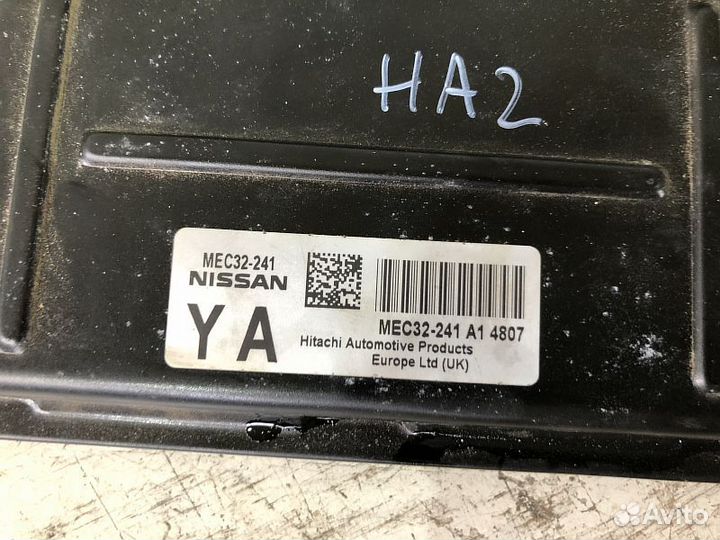 HA2
MEC32-241
NISSAN
YA
MEC32-241 A1 4807
Hitachi Automotive Products
Europe Ltd (UK)
Avito